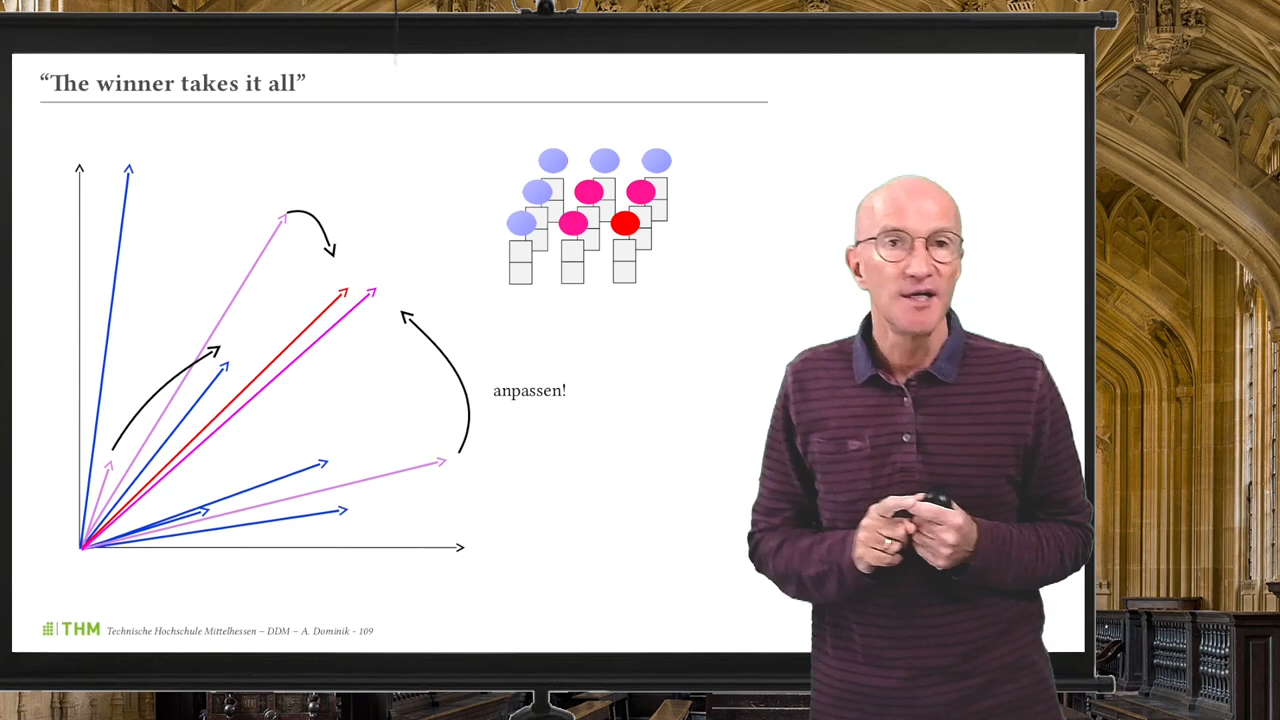 “The winner takes it all”
anpassen!
THM Technische Hochschule Mittelhessen – DDM – A. Dominik - 109